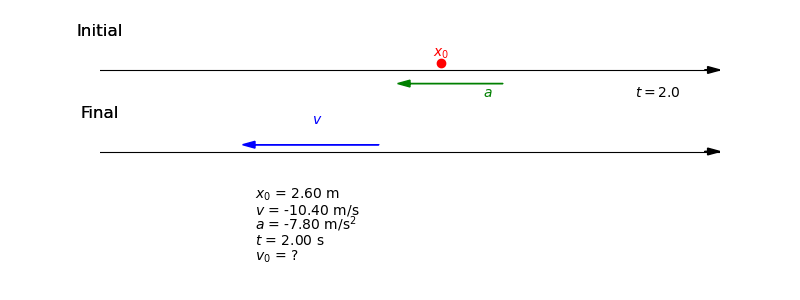 Initial
x₀
a
t = 2.0
Final
v
x₀ = 2.60 m
v = -10.40 m/s
a = -7.80 m/s²
t = 2.00 s
v₀ = ?